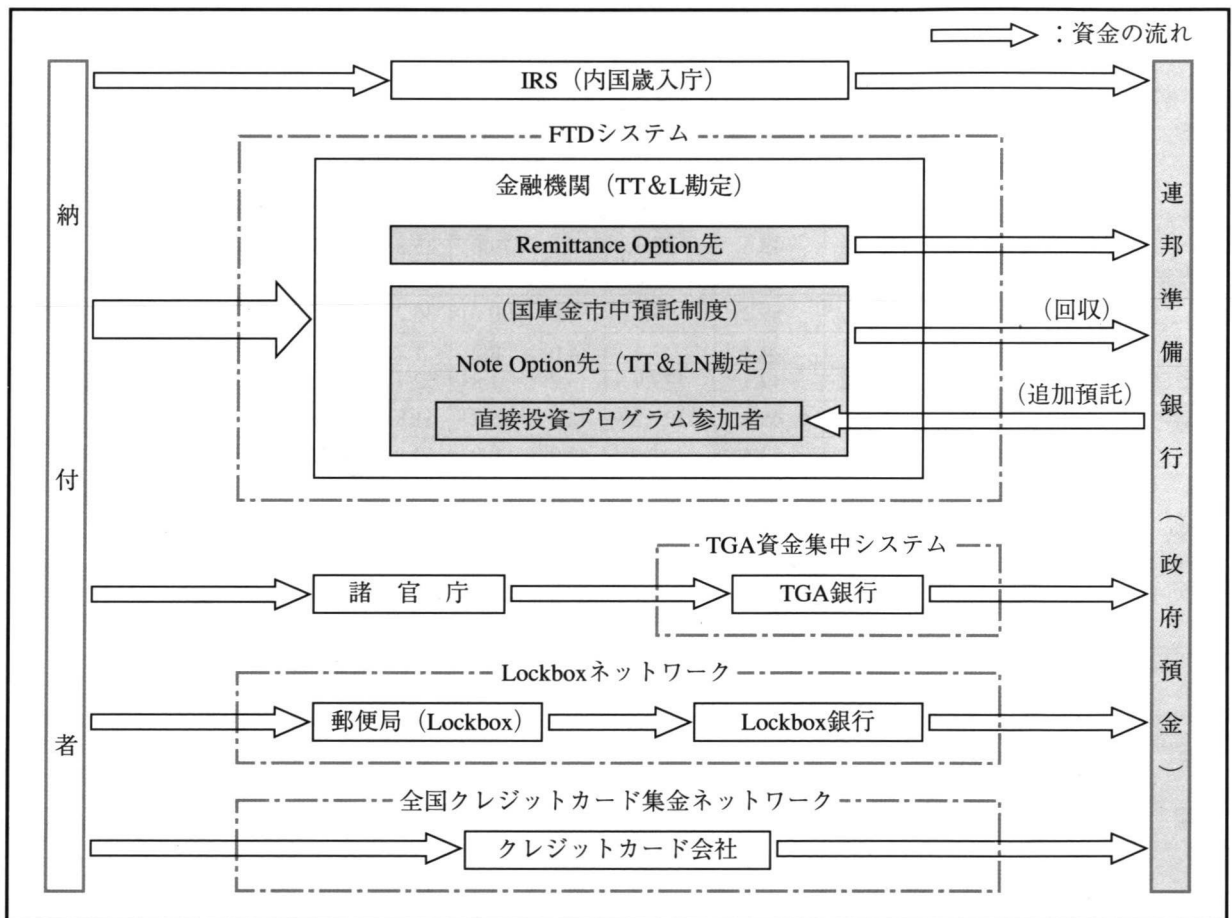 ：資金の流れ
納付者
IRS（内国歳入庁）
FTDシステム
金融機関（TT＆L勘定）
Remittance Option先
（国庫金市中預託制度）
Note Option先（TT＆LN勘定）
直接投資プログラム参加者
（回収）
（追加預託）
TGA資金集中システム
諸官庁
TGA銀行
Lockboxネットワーク
郵便局（Lockbox）
Lockbox銀行
全国クレジットカード集金ネットワーク
クレジットカード会社
連邦準備銀行（政府預金）